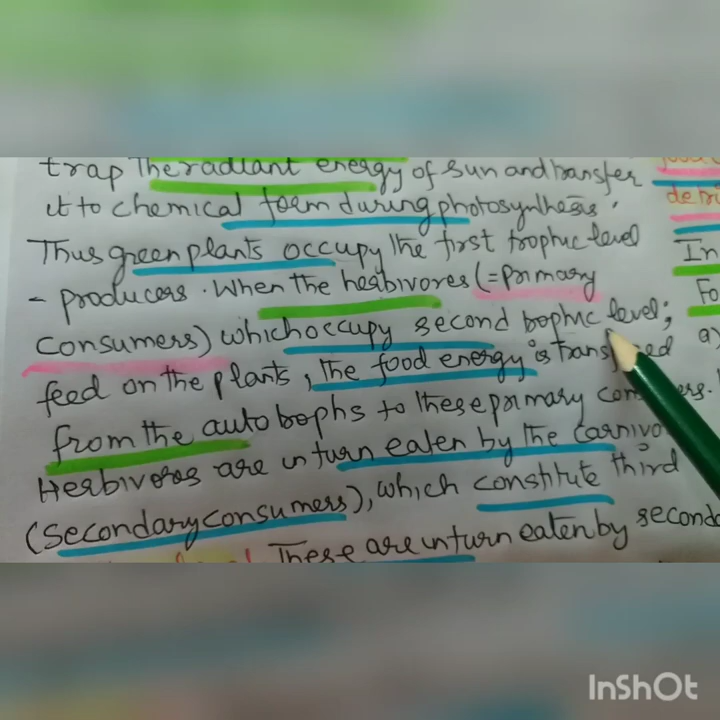 trap The radiant energy of sun and transfer
it to chemical form during photosynthesis.
Thus green plants occupy the first trophic level
- producers. When the herbivores (=primary
consumers) which occupy second trophic level;
feed on the plants, the food energy is
from the autotrophs to these primary
Herbivores are in turn eaten by the
(secondary consumers), which constitute third
These are in turn eaten by
In
Fo
a)
InShOt